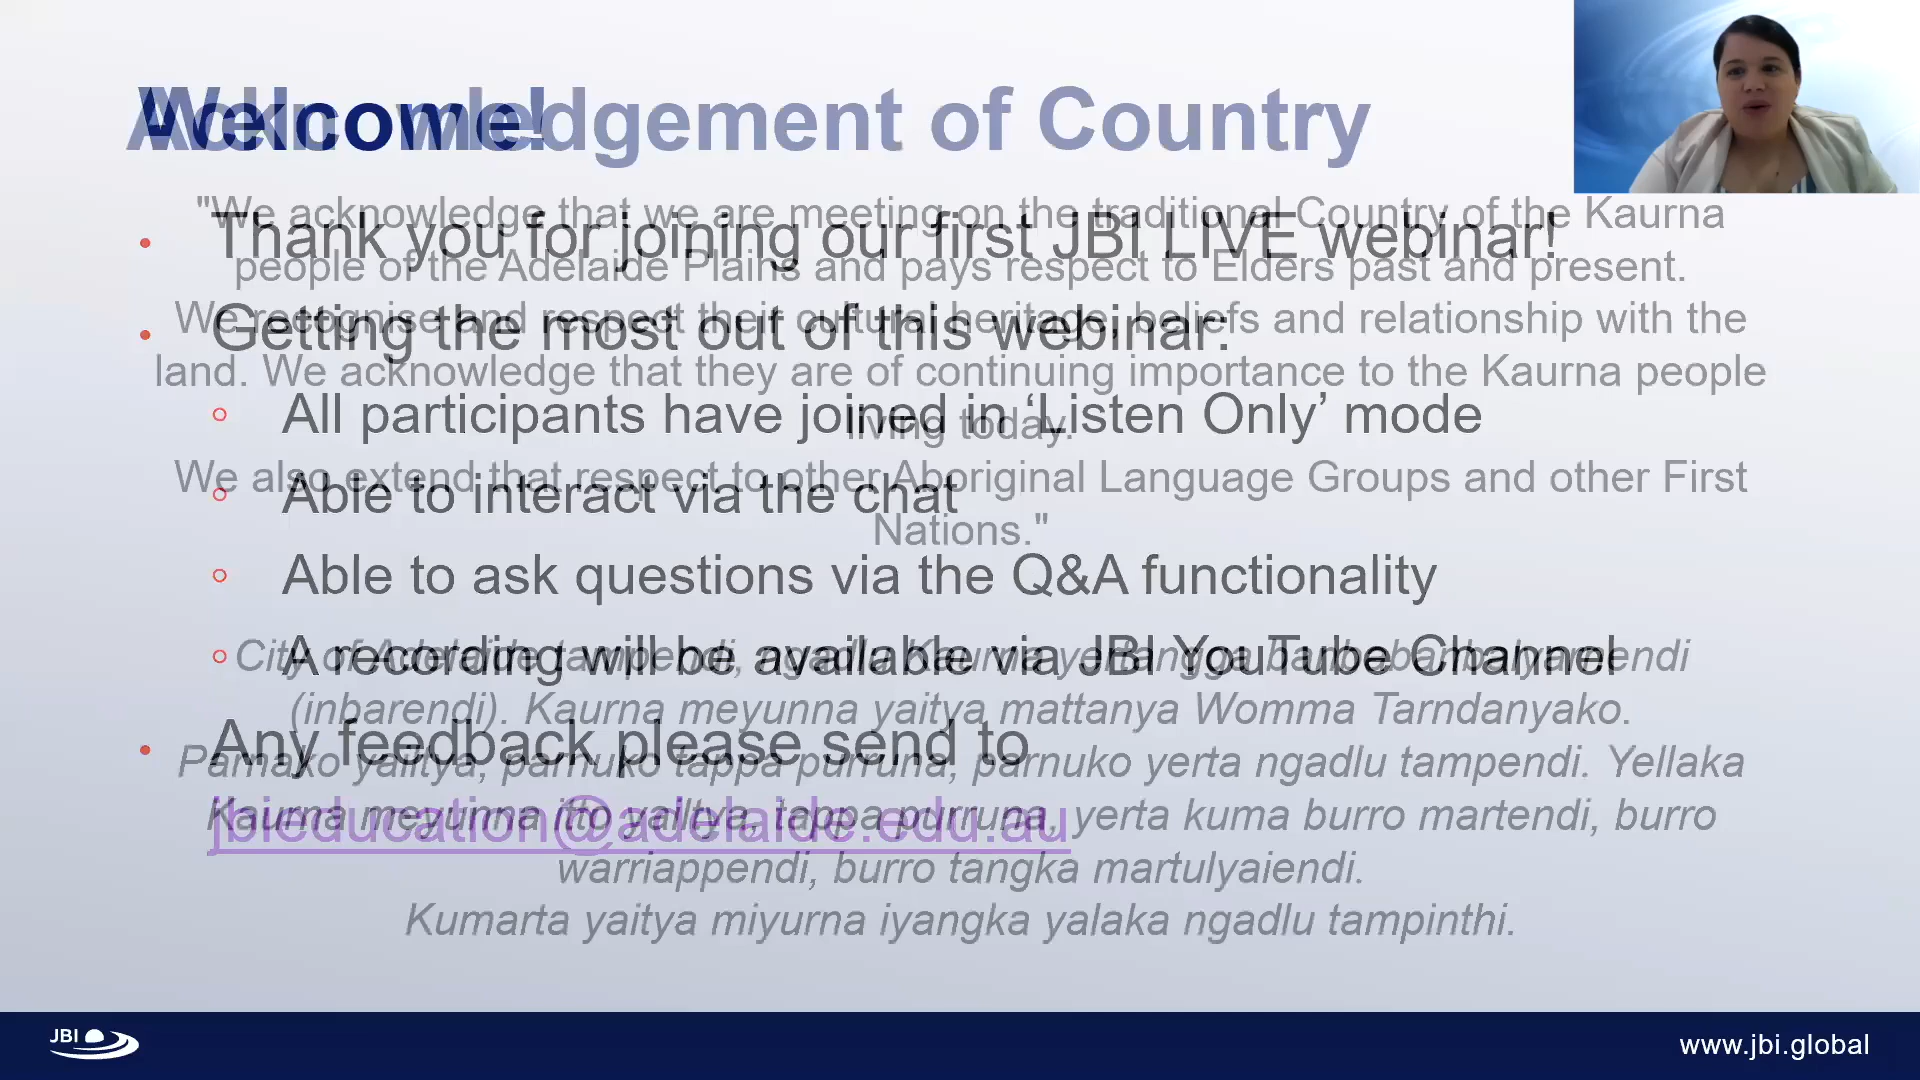 Welcome!
Thank you for joining our first JBI LIVE webinar!
Getting the most out of this webinar:
All participants have joined in ‘Listen Only’ mode
Able to interact via the chat
Able to ask questions via the Q&A functionality
A recording will be available via JBI YouTube Channel
Any feedback please send to
jbieducation@adelaide.edu.au
Acknowledgement of Country
"We acknowledge that we are meeting on the traditional Country of the Kaurna
people of the Adelaide Plains and pays respect to Elders past and present.
We recognise and respect their cultural heritage, beliefs and relationship with the
land. We acknowledge that they are of continuing importance to the Kaurna people
living today.
We also extend that respect to other Aboriginal Language Groups and other First
Nations."
City of Adelaide tampendi, ngadlu Kaurna yertangga
(inbarendi). Kaurna meyunna yaitya mattanya Womma Tarndanyako.
Parnako yailtya, parnuko tappa purruna, parnuko yerta ngadlu tampendi. Yellaka
Kaurna meyunna itto yailtya, tappa purruna, yerta kuma burro martendi, burro
warriappendi, burro tangka martulyaiendi.
Kumarta yaitya miyurna iyangka yalaka ngadlu tampinthi.
JBI
www.jbi.global